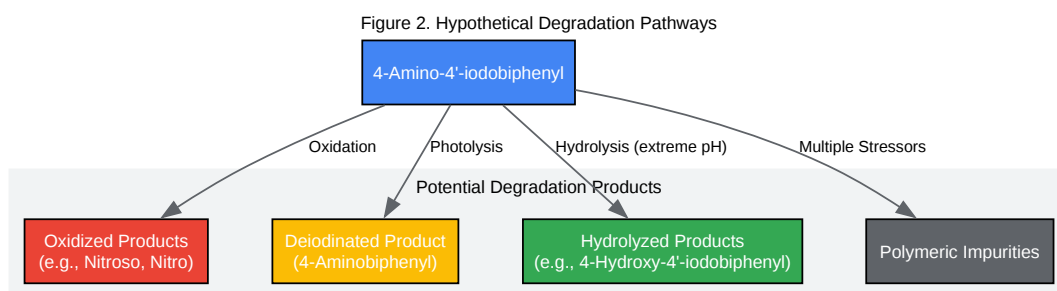 Figure 2. Hypothetical Degradation Pathways
4-Amino-4'-iodobiphenyl
Oxidation
Photolysis
Hydrolysis (extreme pH)
Multiple Stressors
Potential Degradation Products
Oxidized Products
(e.g., Nitroso, Nitro)
Deiodinated Product
(4-Aminobiphenyl)
Hydrolyzed Products
(e.g., 4-Hydroxy-4'-iodobiphenyl)
Polymeric Impurities